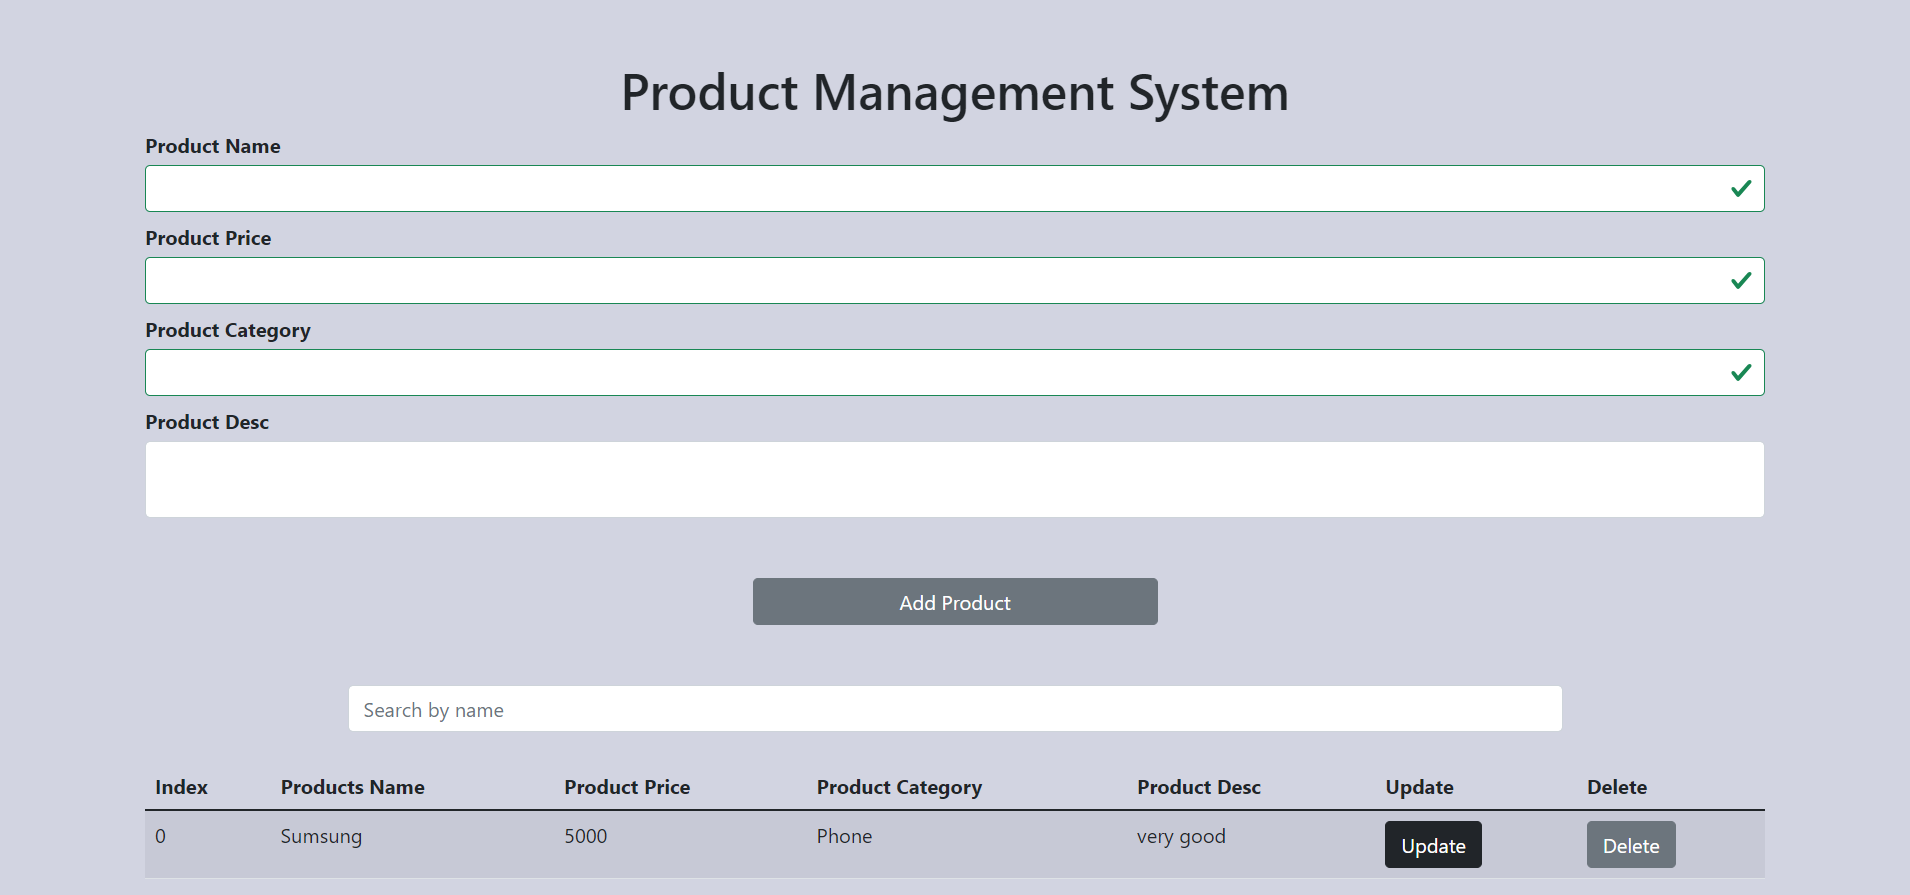 Product Management System
Product Name
Product Price
Product Category
Product Desc
Add Product
Search by name
Index Products Name Product Price Product Category Product Desc Update Delete
0 Sumsung 5000 Phone very good Update Delete